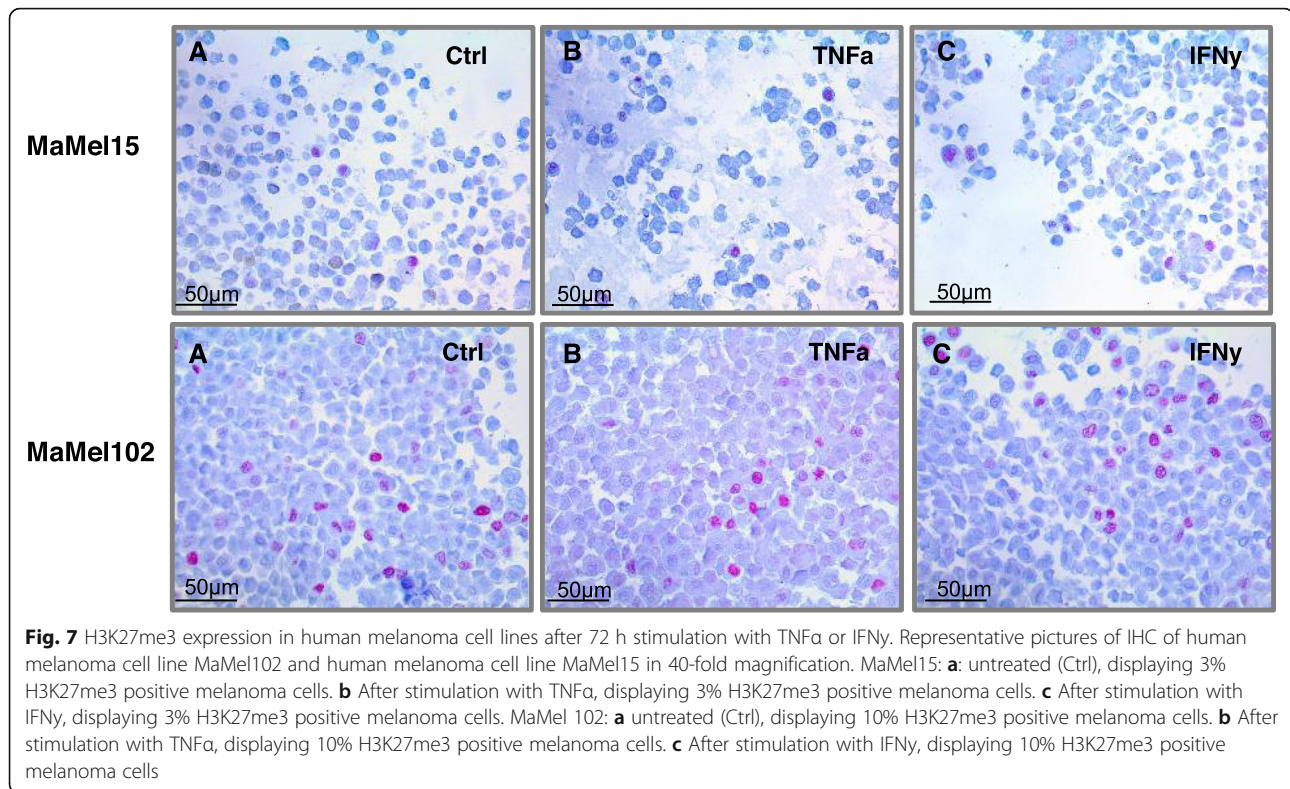 A Ctrl
B TNFa
C IFNy
MaMel15
50µm
50µm
50µm
A Ctrl
B TNFa
C IFNy
MaMel102
50µm
50µm
50µm
Fig. 7 H3K27me3 expression in human melanoma cell lines after 72 h stimulation with TNFα or IFNy. Representative pictures of IHC of human
melanoma cell line MaMel102 and human melanoma cell line MaMel15 in 40-fold magnification. MaMel15: a: untreated (Ctrl), displaying 3%
H3K27me3 positive melanoma cells. b After stimulation with TNFα, displaying 3% H3K27me3 positive melanoma cells. c After stimulation with
IFNy, displaying 3% H3K27me3 positive melanoma cells. MaMel 102: a untreated (Ctrl), displaying 10% H3K27me3 positive melanoma cells. b After
stimulation with TNFα, displaying 10% H3K27me3 positive melanoma cells. c After stimulation with IFNy, displaying 10% H3K27me3 positive
melanoma cells